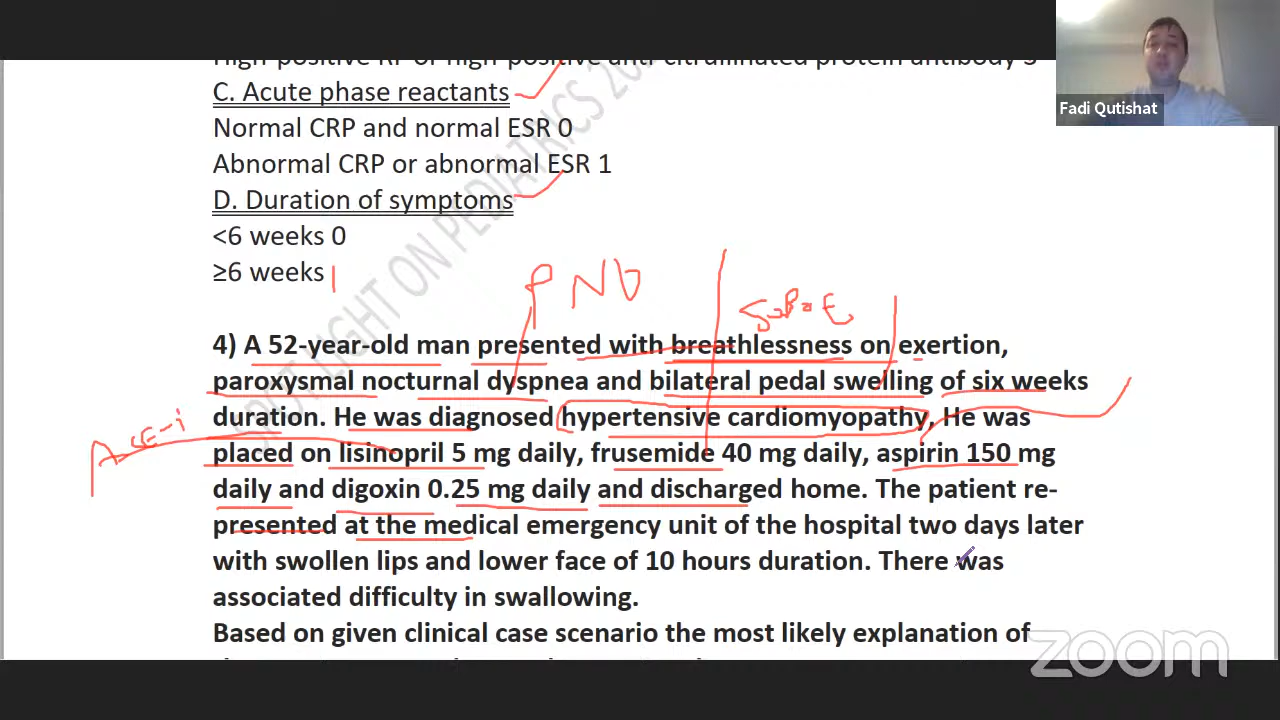 C. Acute phase reactants
Normal CRP and normal ESR 0
Abnormal CRP or abnormal ESR 1
D. Duration of symptoms
<6 weeks 0
≥6 weeks 1
PND
S.B.E
4) A 52-year-old man presented with breathlessness on exertion,
paroxysmal nocturnal dyspnea and bilateral pedal swelling of six weeks
duration. He was diagnosed hypertensive cardiomyopathy, He was
ACE-i
placed on lisinopril 5 mg daily, frusemide 40 mg daily, aspirin 150 mg
daily and digoxin 0.25 mg daily and discharged home. The patient re-
presented at the medical emergency unit of the hospital two days later
with swollen lips and lower face of 10 hours duration. There was
associated difficulty in swallowing.
Based on given clinical case scenario the most likely explanation of
Fadi Qutishat
zoom